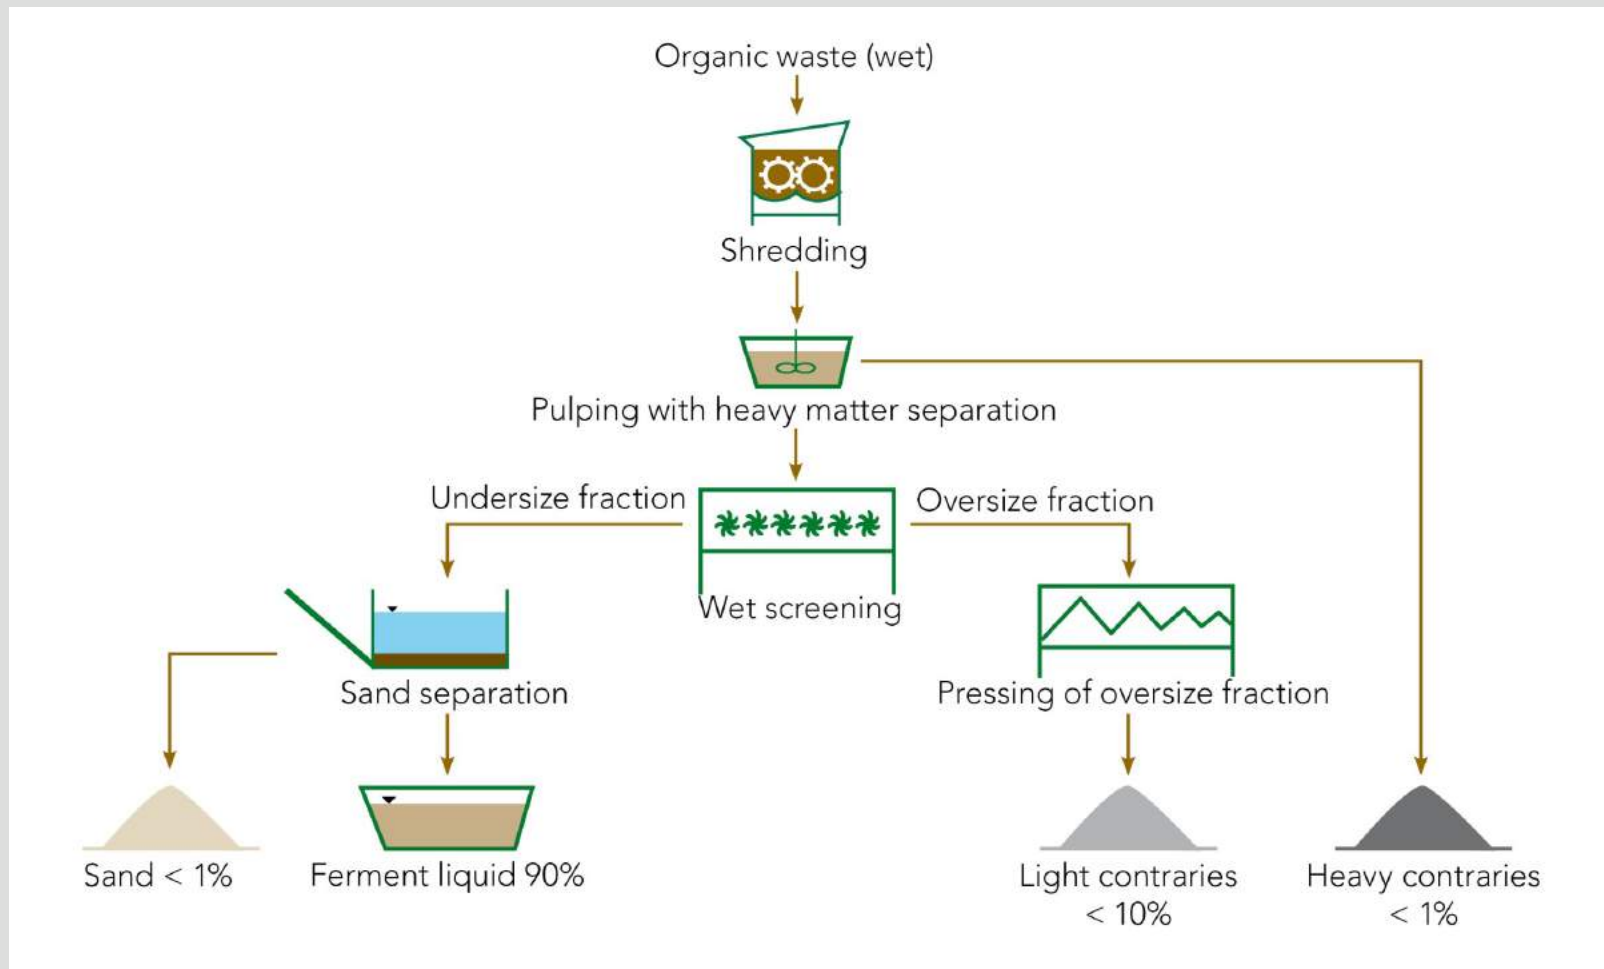 Organic waste (wet)
Shredding
Pulping with heavy matter separation
Undersize fraction
Oversize fraction
Wet screening
Sand separation
Pressing of oversize fraction
Sand < 1%
Ferment liquid 90%
Light contraries
< 10%
Heavy contraries
< 1%